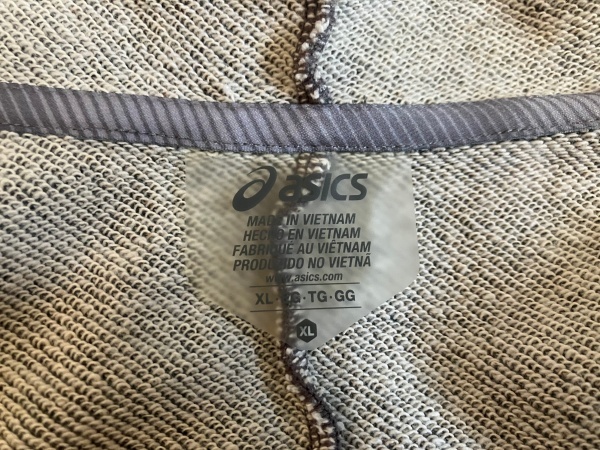 asics
MADE IN VIETNAM
HECHO EN VIETNAM
FABRIQUÉ AU VIÊTNAM
PRODUZIDO NO VIETNÃ
www.asics.com
XL· ·TG·GG
XL